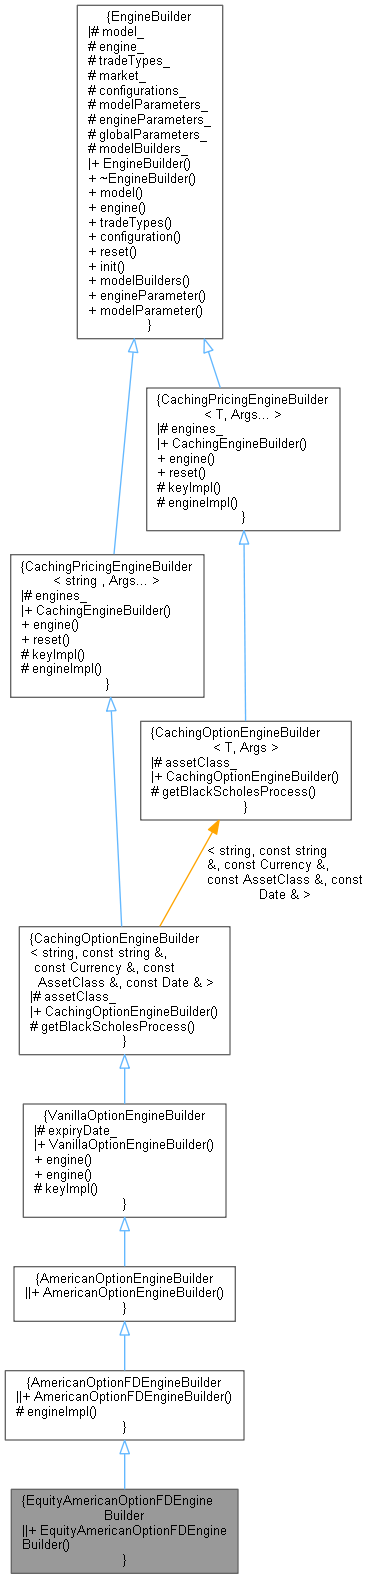 {EngineBuilder
|# model_
# engine_
# tradeTypes_
# market_
# configurations_
# modelParameters_
# engineParameters_
# globalParameters_
# modelBuilders_
|+ EngineBuilder()
+ ~EngineBuilder()
+ model()
+ engine()
+ tradeTypes()
+ configuration()
+ reset()
+ init()
+ modelBuilders()
+ engineParameter()
+ modelParameter()
}
{CachingPricingEngineBuilder
< T, Args... >
|# engines_
|+ CachingEngineBuilder()
+ engine()
+ reset()
# keyImpl()
# engineImpl()
}
{CachingPricingEngineBuilder
< string , Args... >
|# engines_
|+ CachingEngineBuilder()
+ engine()
+ reset()
# keyImpl()
# engineImpl()
}
{CachingOptionEngineBuilder
< T, Args >
|# assetClass_
|+ CachingOptionEngineBuilder()
# getBlackScholesProcess()
}
< string, const string
&, const Currency &,
const AssetClass &, const
Date & >
{CachingOptionEngineBuilder
< string, const string &,
const Currency &, const
AssetClass &, const Date & >
|# assetClass_
|+ CachingOptionEngineBuilder()
# getBlackScholesProcess()
}
{VanillaOptionEngineBuilder
|# expiryDate_
|+ VanillaOptionEngineBuilder()
+ engine()
+ engine()
# keyImpl()
}
{AmericanOptionEngineBuilder
||+ AmericanOptionEngineBuilder()
}
{AmericanOptionFDEngineBuilder
||+ AmericanOptionFDEngineBuilder()
# engineImpl()
}
{EquityAmericanOptionFDEngine
Builder
||+ EquityAmericanOptionFDEngine
Builder()
}